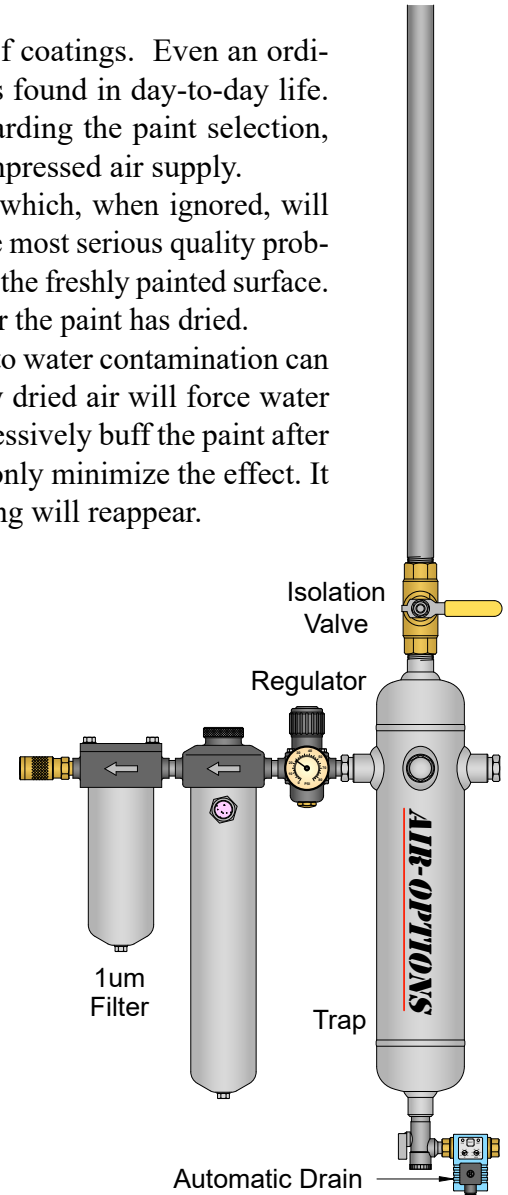 f coatings.  Even an ordi-
s found in day-to-day life.
arding the paint selection,
mpressed air supply.
which, when ignored, will
e most serious quality prob-
the freshly painted surface.
r the paint has dried.
to water contamination can
y dried air will force water
essively buff the paint after
only minimize the effect. It
ng will reappear.
Isolation
Valve
Regulator
AIR-OPTIONS
1um
Filter
Trap
Automatic Drain